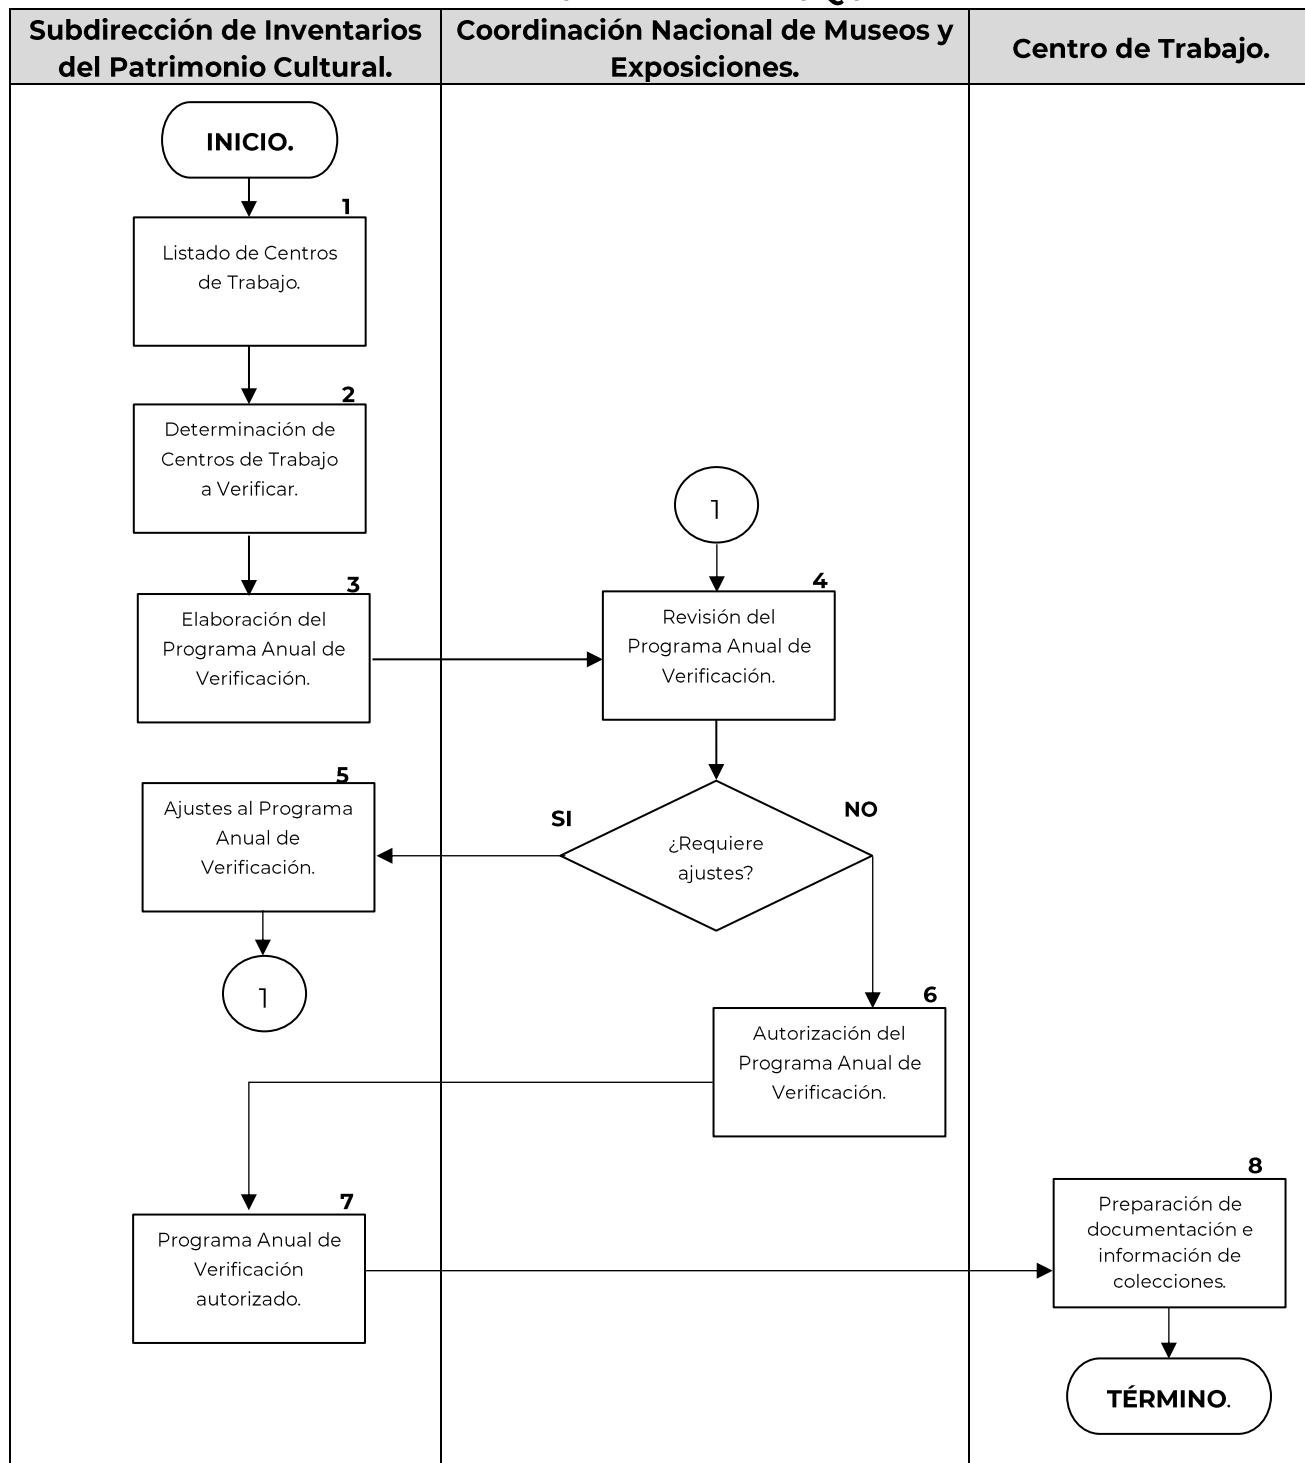 Subdirección de Inventarios
del Patrimonio Cultural.
Coordinación Nacional de Museos y
Exposiciones.
Centro de Trabajo.
INICIO.
1
Listado de Centros
de Trabajo.
2
Determinación de
Centros de Trabajo
a Verificar.
1
3
Elaboración del
Programa Anual de
Verificación.
4
Revisión del
Programa Anual de
Verificación.
5
Ajustes al Programa
Anual de
Verificación.
SI
¿Requiere
ajustes?
NO
1
6
Autorización del
Programa Anual de
Verificación.
7
Programa Anual de
Verificación
autorizado.
8
Preparación de
documentación e
información de
colecciones.
TÉRMINO.